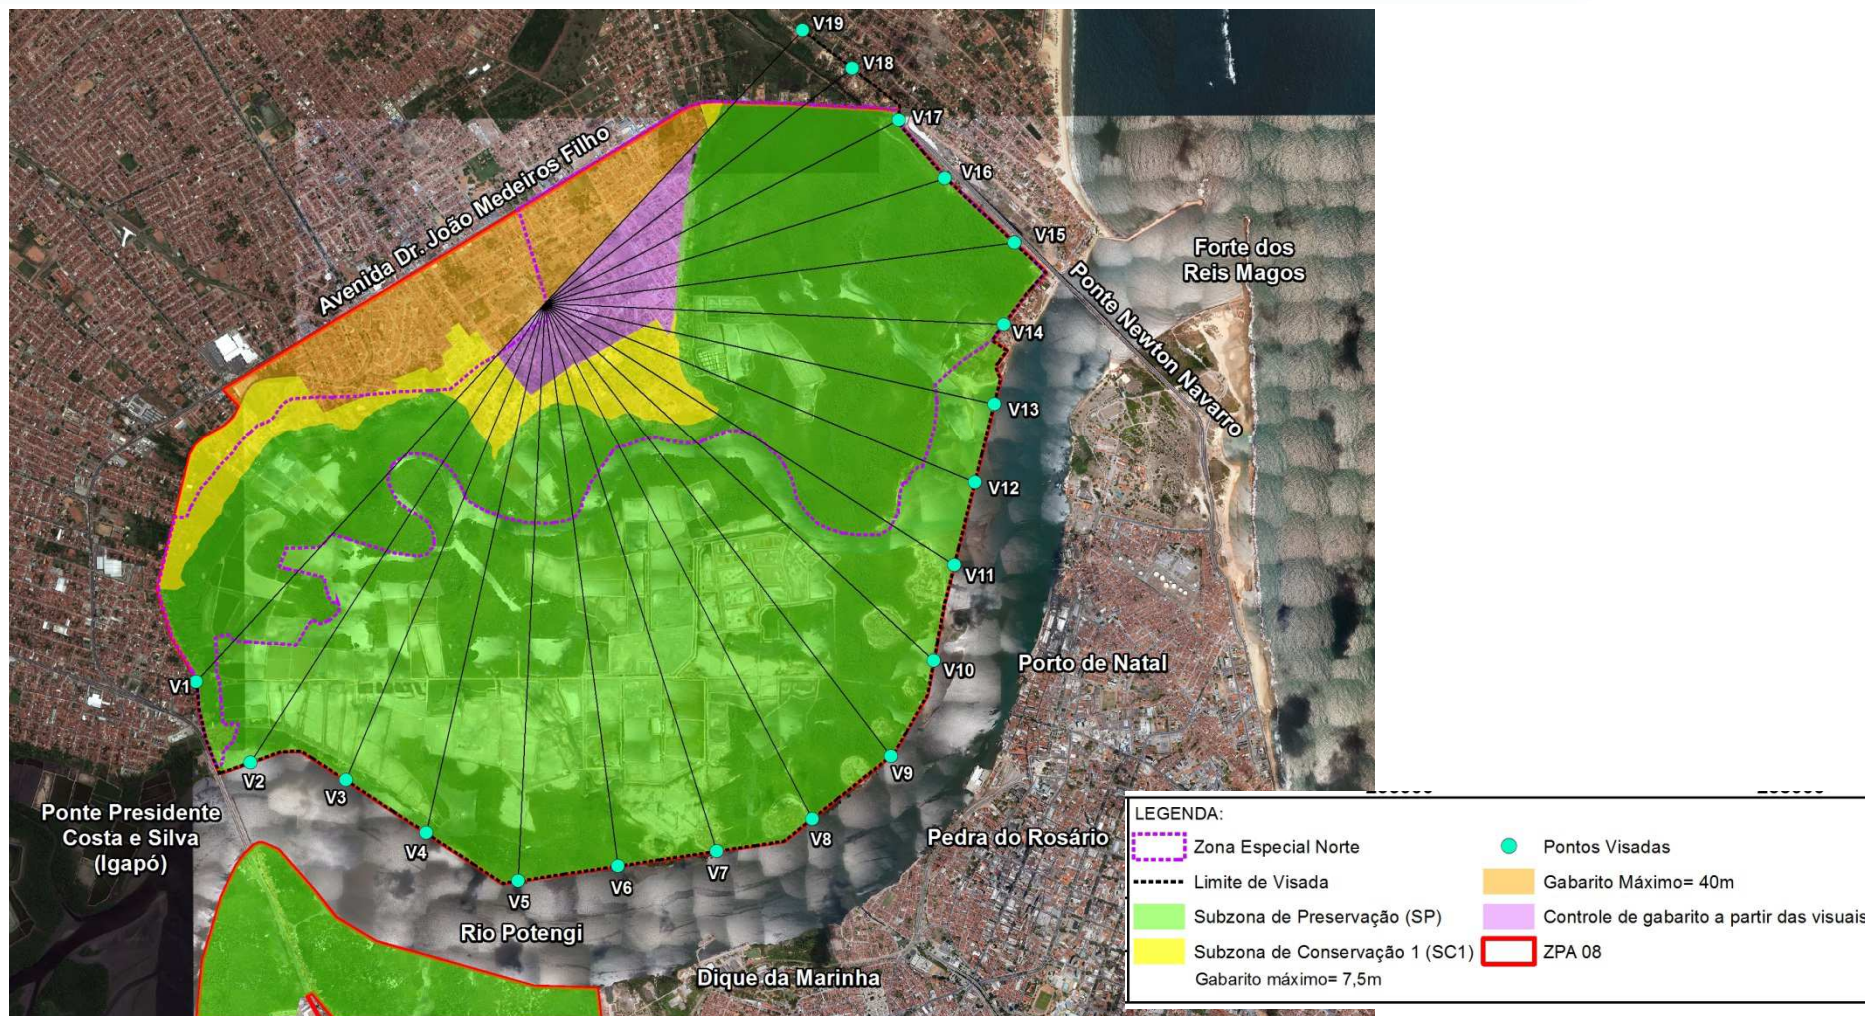 V19
V18
V17
V16
V15
V14
V13
V12
V11
V10
V9
V8
V7
V6
V5
V4
V3
V2
V1
Avenida Dr. João Medeiros Filho
Forte dos
Reis Magos
Ponte Newton Navarro
Porto de Natal
Pedra do Rosário
Ponte Presidente
Costa e Silva
(Igapó)
Rio Potengi
Dique da Marinha
LEGENDA:
Zona Especial Norte
Limite de Visada
Subzona de Preservação (SP)
Subzona de Conservação 1 (SC1)
Gabarito máximo= 7,5m
Pontos Visadas
Gabarito Máximo= 40m
Controle de gabarito a partir das visuais
ZPA 08